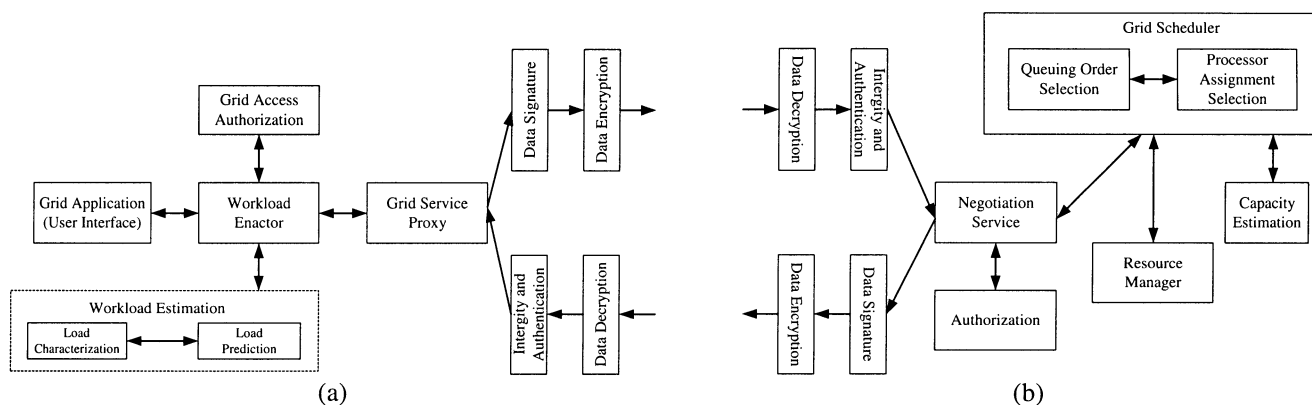 Grid Access
Authorization
Grid Application
(User Interface)
Workload
Enactor
Grid Service
Proxy
Workload Estimation
Load
Characterization
Load
Prediction
Data Signature
Data Encryption
Intergity and
Authentication
Data Decryption
(a)
Data Decryption
Intergity and
Authentication
Data Encryption
Data Signature
Negotiation
Service
Authorization
Grid Scheduler
Queuing Order
Selection
Processor
Assignment
Selection
Resource
Manager
Capacity
Estimation
(b)